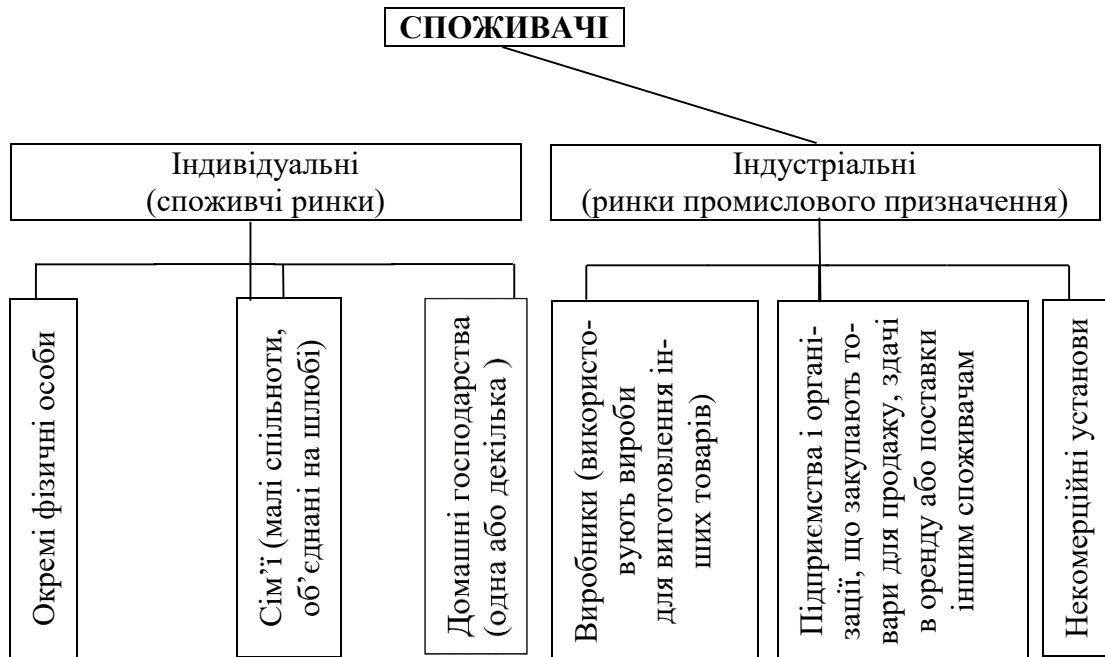 СПОЖИВАЧІ
Індивідуальні
(споживчі ринки)
Індустріальні
(ринки промислового призначення)
Окремі фізичні особи
Сім’ї (малі спільноти,
об’єднані на шлюбі)
Домашні господарства
(одна або декілька )
Виробники (використо-
вують вироби
для виготовлення ін-
ших товарів)
Підприємства і органі-
зації, що закупають то-
вари для продажу, здачі
в оренду або поставки
іншим споживачам
Некомерційні установи